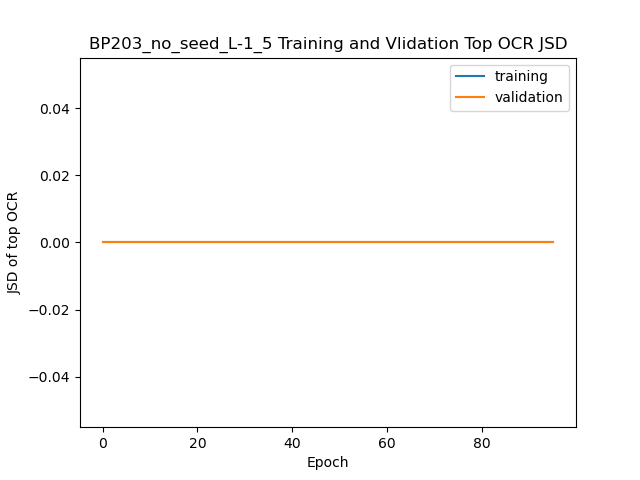 BP203_no_seed_L-1_5 Training and Vlidation Top OCR JSD
training
validation
0.04
0.02
0.00
−0.02
−0.04
JSD of top OCR
0 20 40 60 80
Epoch